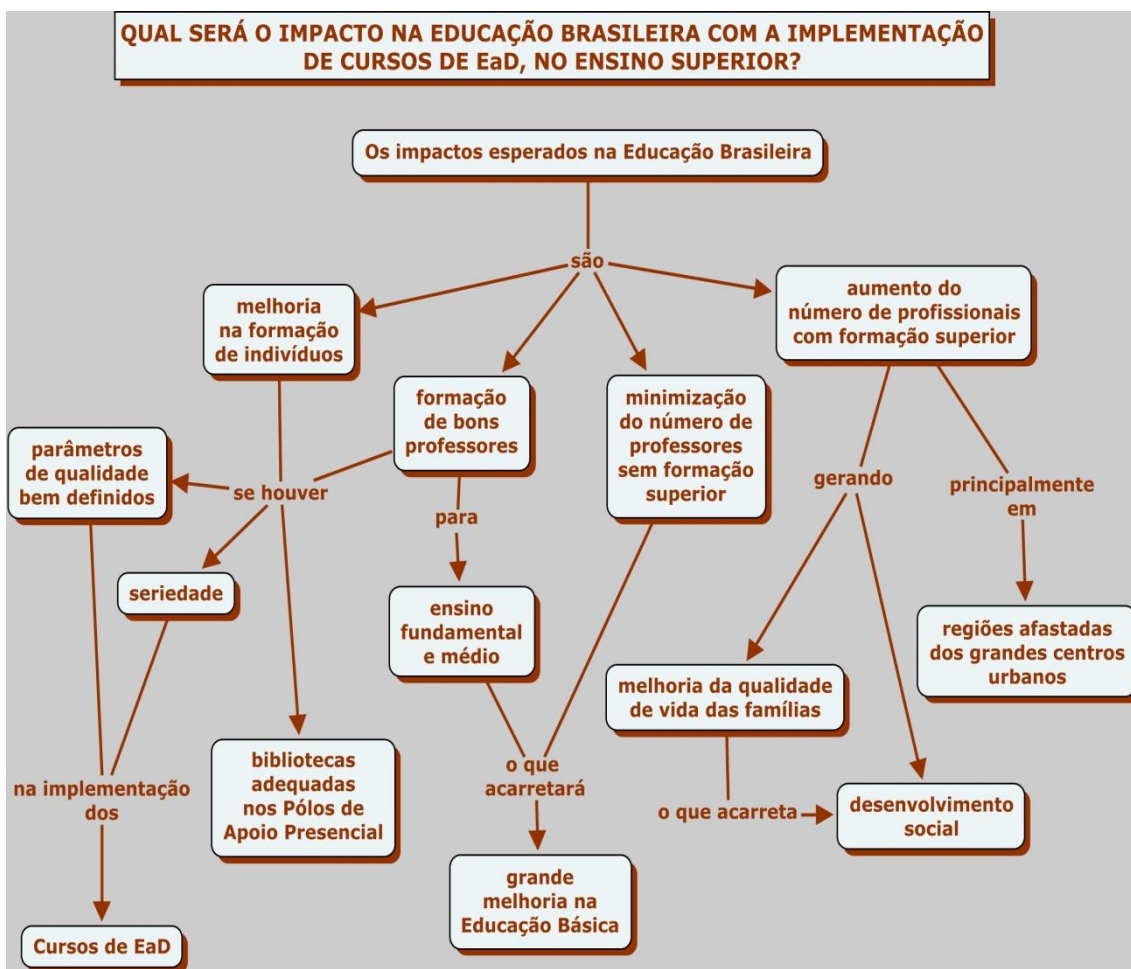 QUAL SERÁ O IMPACTO NA EDUCAÇÃO BRASILEIRA COM A IMPLEMENTAÇÃO
DE CURSOS DE EaD, NO ENSINO SUPERIOR?
Os impactos esperados na Educação Brasileira
são
melhoria
na formação
de indivíduos
aumento do
número de profissionais
com formação superior
formação
de bons
professores
minimização
do número de
professores
sem formação
superior
parâmetros
de qualidade
bem definidos
se houver
para
gerando
principalmente
em
seriedade
ensino
fundamental
e médio
regiões afastadas
dos grandes centros
urbanos
melhoria da qualidade
de vida das famílias
na implementação
dos
bibliotecas
adequadas
nos Pólos de
Apoio Presencial
o que
acarretará
o que acarreta
desenvolvimento
social
grande
melhoria na
Educação Básica
Cursos de EaD